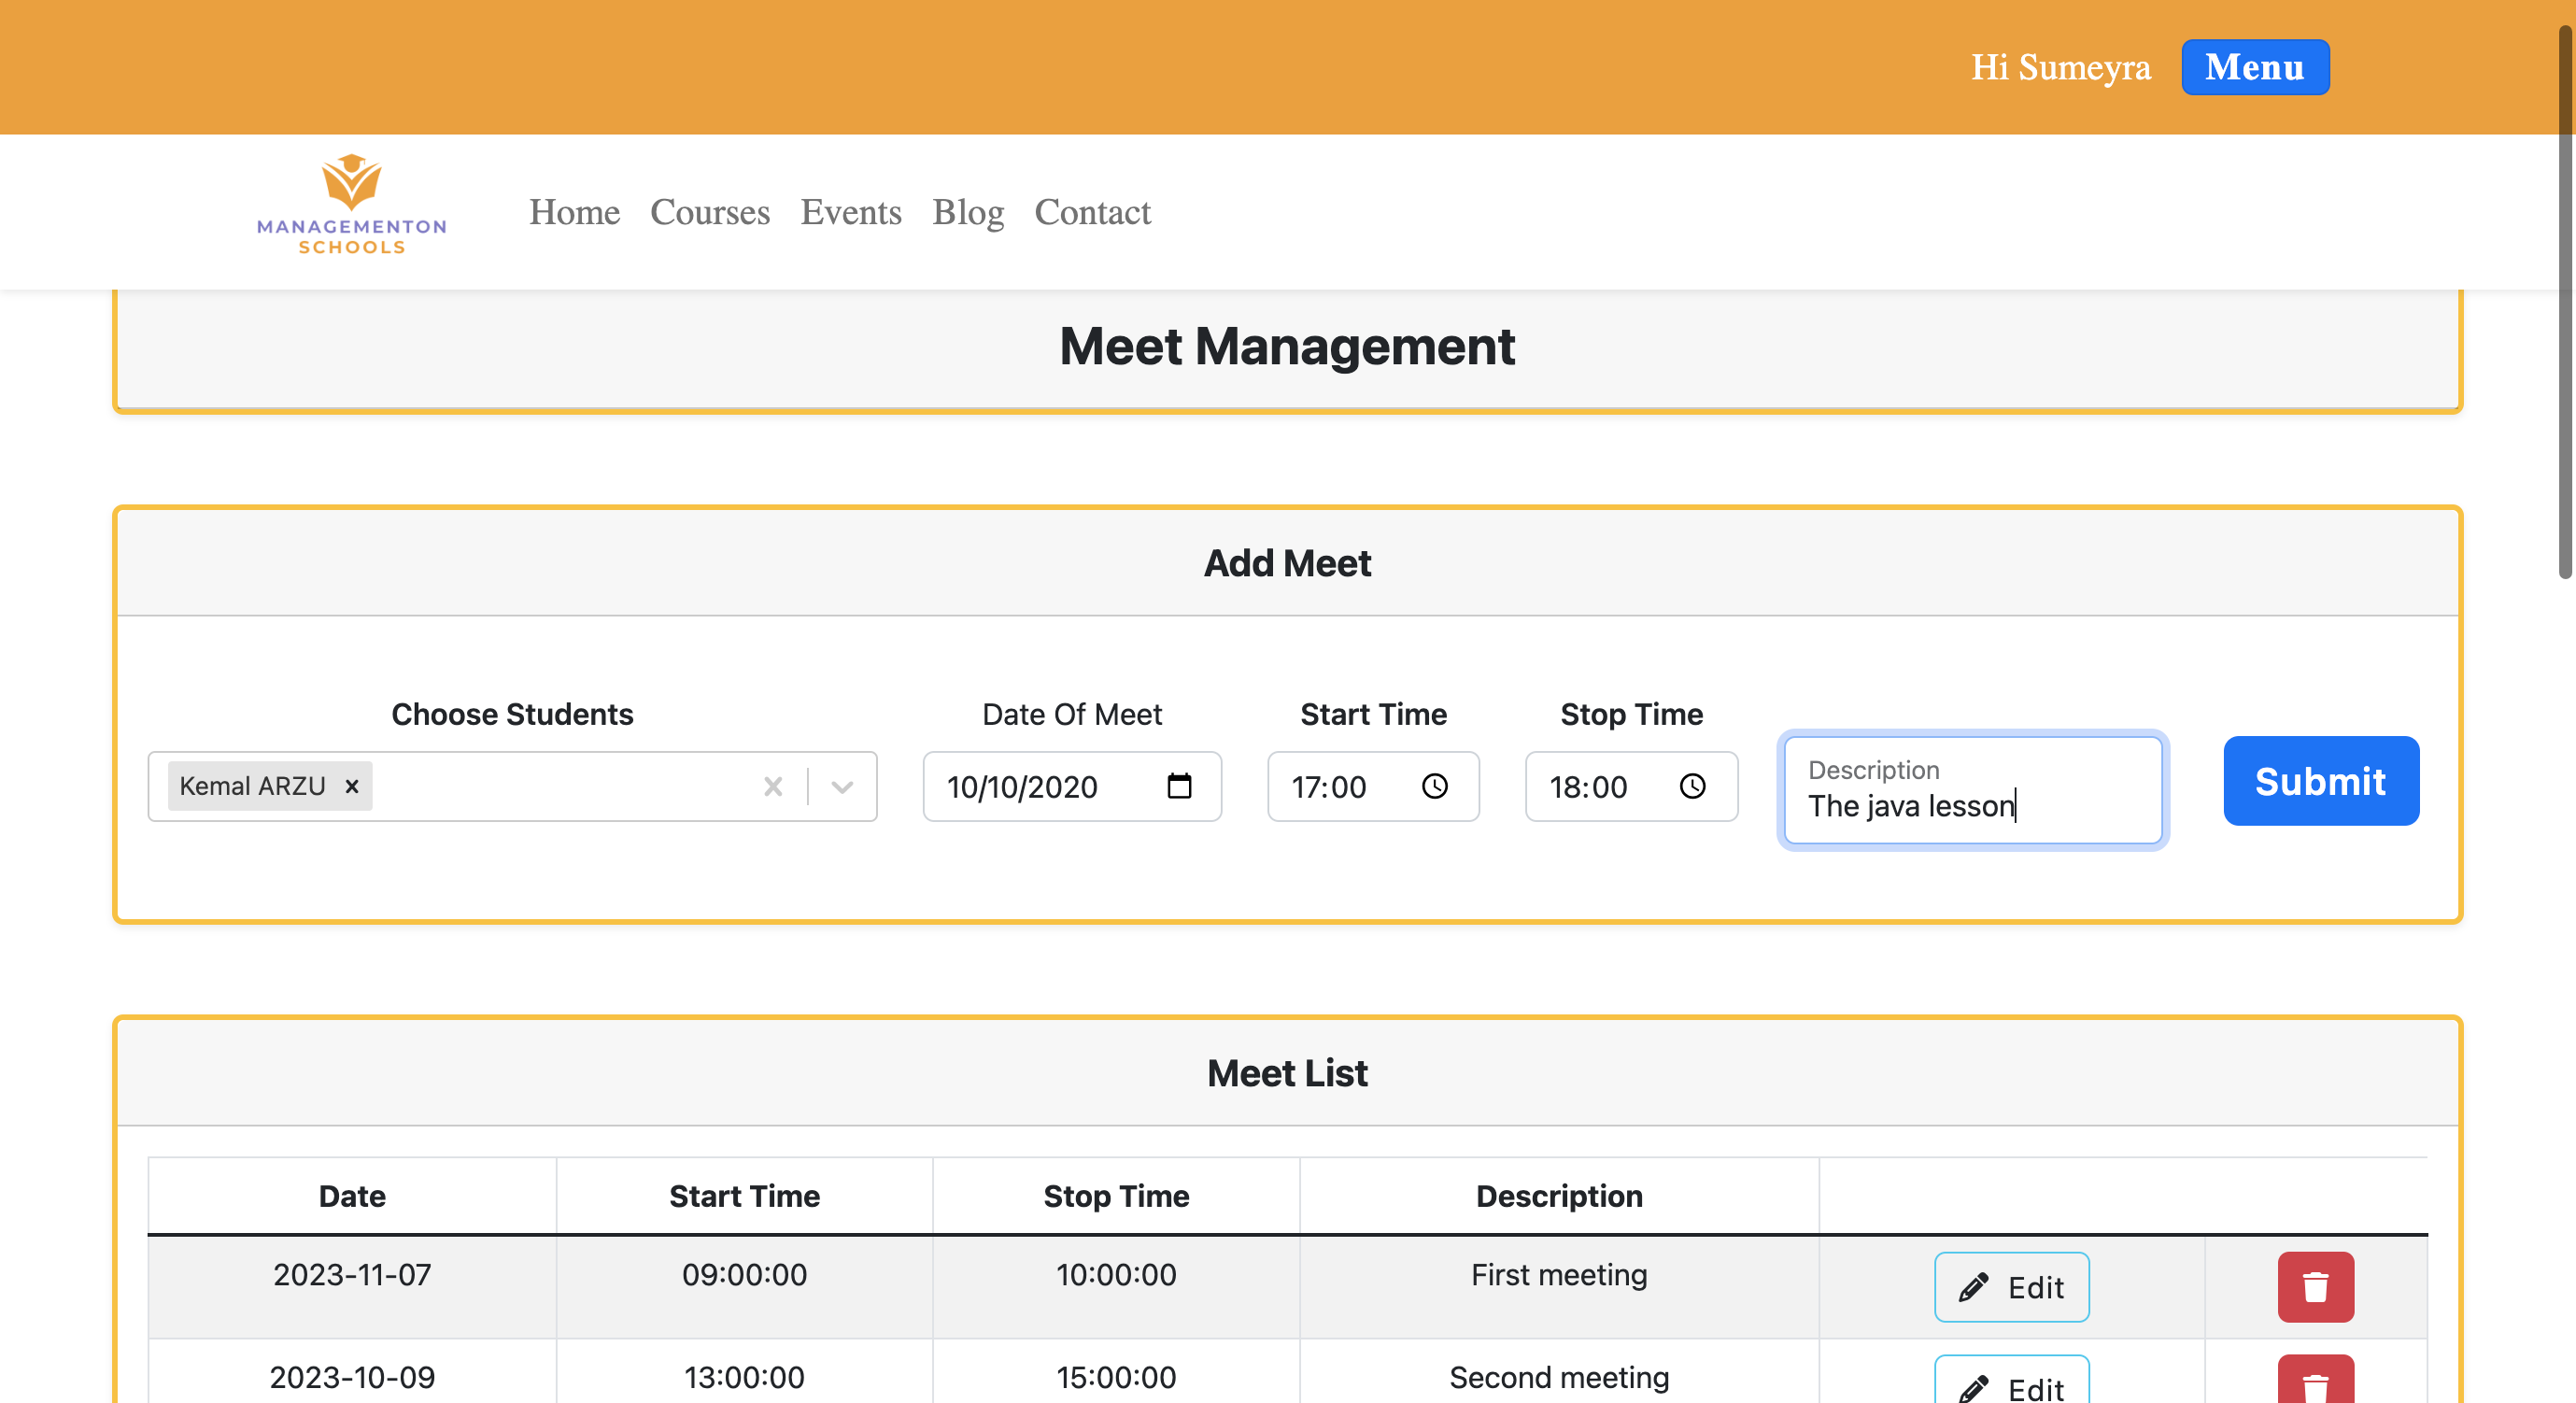 Hi Sumeyra Menu
MANAGEMENTON
SCHOOLS
Home Courses Events Blog Contact
Meet Management
Add Meet
Choose Students Date Of Meet Start Time Stop Time
Kemal ARZU 10/10/2020 17:00 18:00 Description
The java lesson
Submit
Meet List
Date Start Time Stop Time Description
2023-11-07 09:00:00 10:00:00 First meeting Edit
2023-10-09 13:00:00 15:00:00 Second meeting Edit